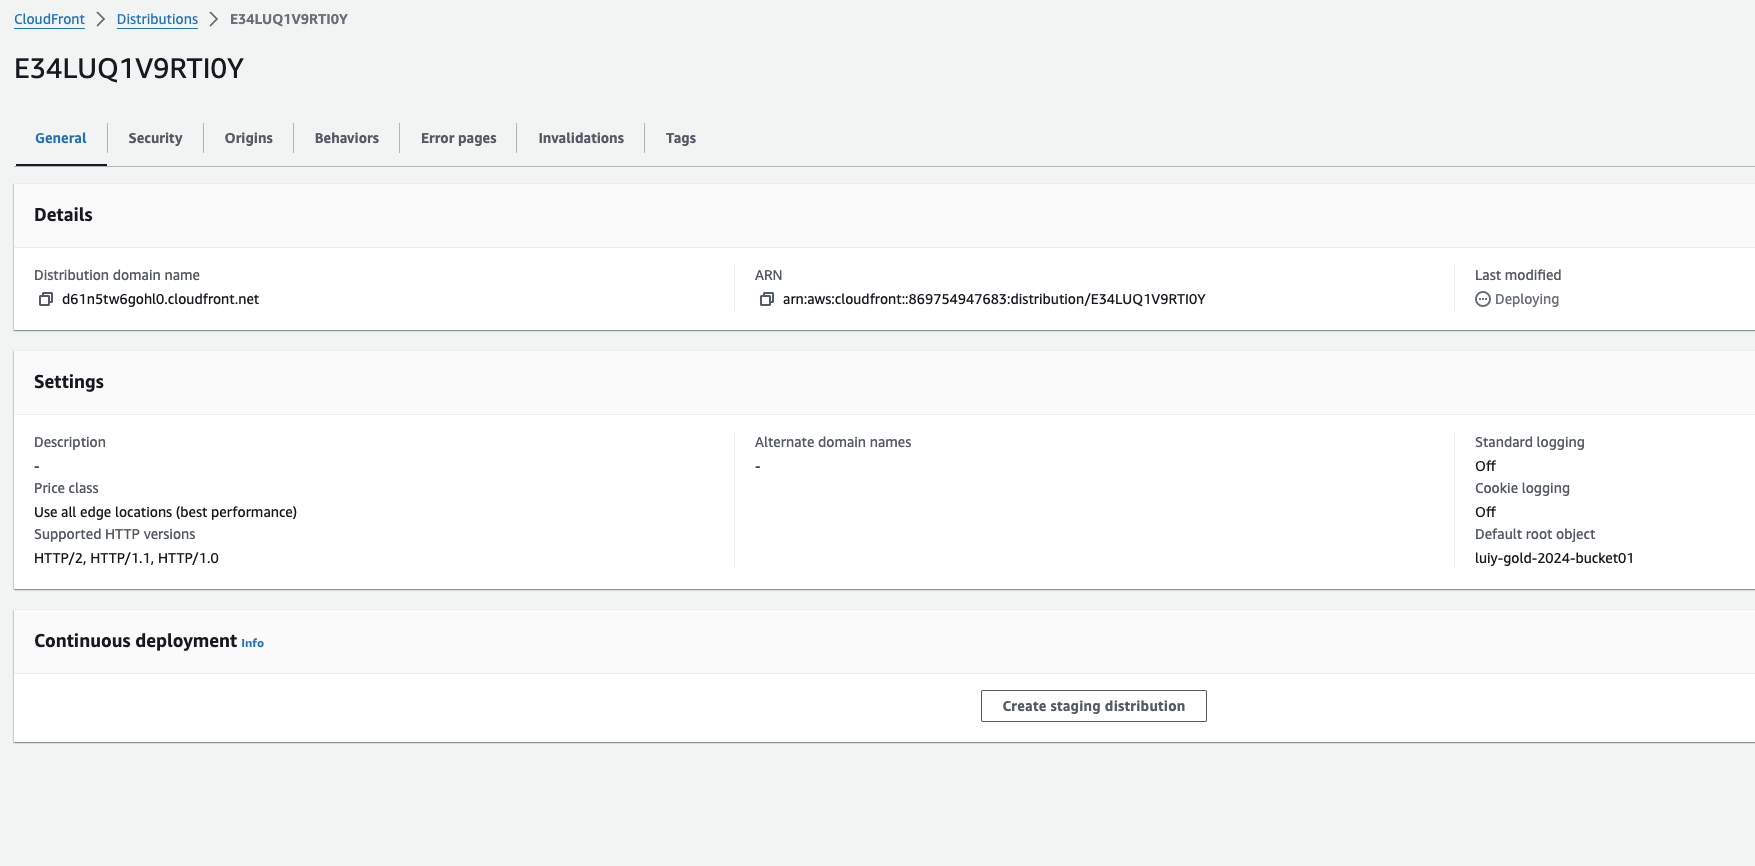 CloudFront > Distributions > E34LUQ1V9RTI0Y
E34LUQ1V9RTI0Y
General Security Origins Behaviors Error pages Invalidations Tags
Details
Distribution domain name
d61n5tw6gohl0.cloudfront.net
ARN
arn:aws:cloudfront::869754947683:distribution/E34LUQ1V9RTI0Y
Last modified
Deploying
Settings
Description
-
Price class
Use all edge locations (best performance)
Supported HTTP versions
HTTP/2, HTTP/1.1, HTTP/1.0
Alternate domain names
-
Standard logging
Off
Cookie logging
Off
Default root object
luiy-gold-2024-bucket01
Continuous deployment Info
Create staging distribution